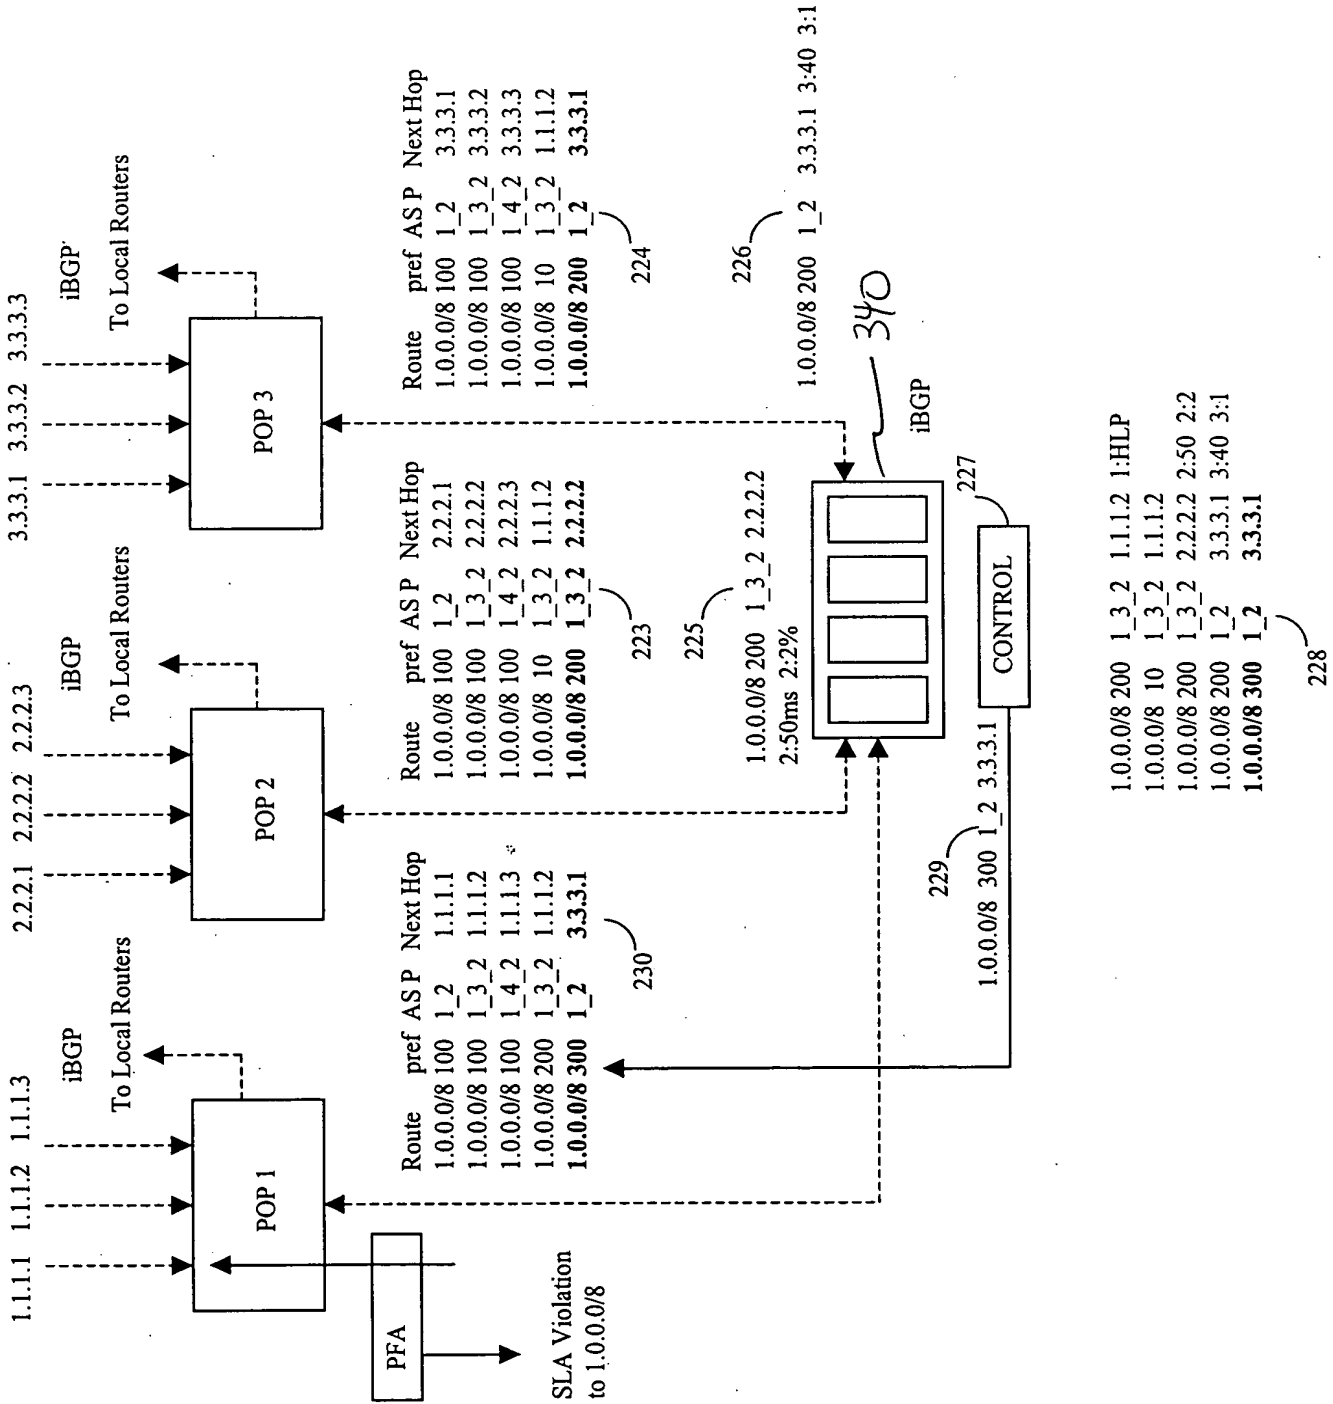 1.1.1.1 1.1.1.2 1.1.1.3
iBGP
To Local Routers
POP 1
PFA
SLA Violation
to 1.0.0.0/8
Route pref AS P Next Hop
1.0.0.0/8 100 1_2 1.1.1.1
1.0.0.0/8 100 1_3_2 1.1.1.2
1.0.0.0/8 100 1_4_2 1.1.1.3
1.0.0.0/8 200 1_3_2 1.1.1.2
1.0.0.0/8 300 1_2 3.3.3.1
230
2.2.2.1 2.2.2.2 2.2.2.3
iBGP
To Local Routers
POP 2
Route pref AS P Next Hop
1.0.0.0/8 100 1_2 2.2.2.1
1.0.0.0/8 100 1_3_2 2.2.2.2
1.0.0.0/8 100 1_4_2 2.2.2.3
1.0.0.0/8 10 1_3_2 1.1.1.2
1.0.0.0/8 200 1_3_2 2.2.2.2
223
3.3.3.1 3.3.3.2 3.3.3.3
iBGP
To Local Routers
POP 3
Route pref AS P Next Hop
1.0.0.0/8 100 1_2 3.3.3.1
1.0.0.0/8 100 1_3_2 3.3.3.2
1.0.0.0/8 100 1_4_2 3.3.3.3
1.0.0.0/8 10 1_3_2 1.1.1.2
1.0.0.0/8 200 1_2 3.3.3.1
224
225
1.0.0.0/8 200 1_3_2 2.2.2.2
2:50ms 2:2%
226
1.0.0.0/8 200 1_2 3.3.3.1 3:40 3:1
340
iBGP
227
CONTROL
229
1.0.0.0/8 300 1_2 3.3.3.1
1.0.0.0/8 200 1_3_2 1.1.1.2 1:HLP
1.0.0.0/8 10 1_3_2 1.1.1.2
1.0.0.0/8 200 1_3_2 2.2.2.2 2:50 2:2
1.0.0.0/8 200 1_2 3.3.3.1 3:40 3:1
1.0.0.0/8 300 1_2 3.3.3.1
228